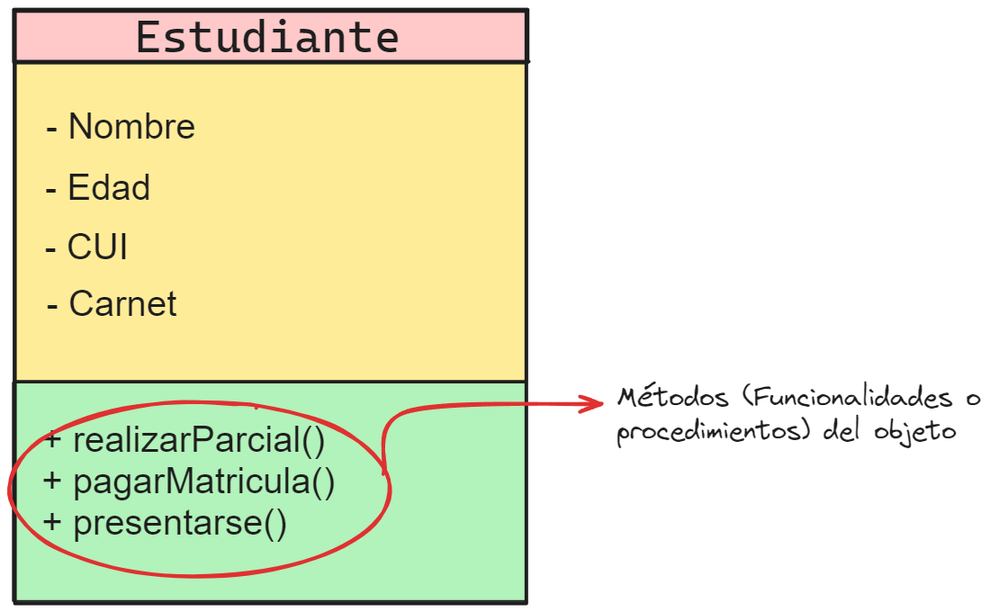 Estudiante
- Nombre
- Edad
- CUI
- Carnet
+ realizarParcial()
+ pagarMatricula()
+ presentarse()
Métodos (Funcionalidades o
procedimientos) del objeto